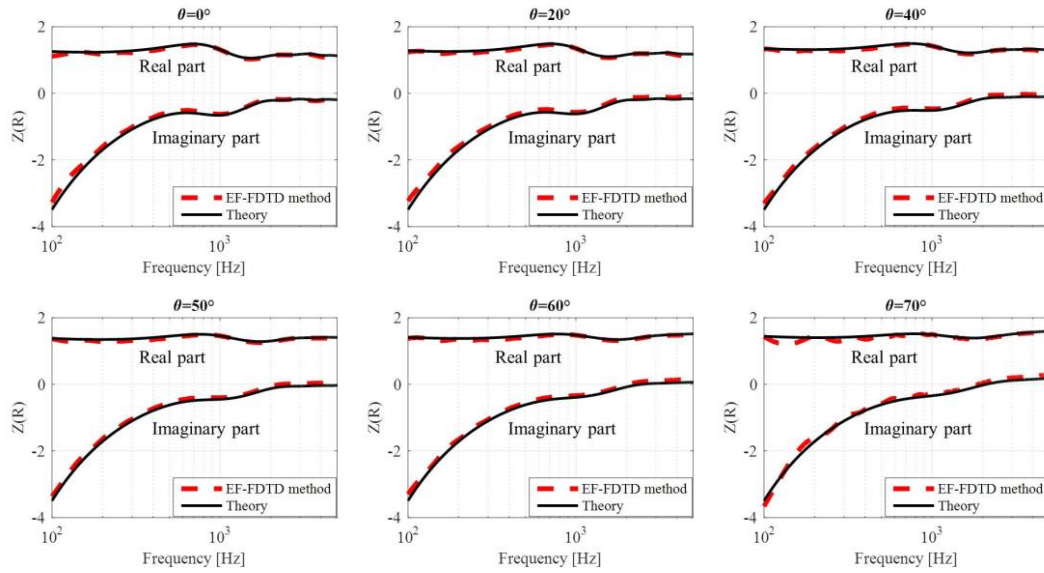 θ=0°
2
0
-2
-4
Z(R)
Real part
Imaginary part
EF-FDTD method
Theory
10²
10³
Frequency [Hz]
θ=20°
2
0
-2
-4
Z(R)
Real part
Imaginary part
EF-FDTD method
Theory
10²
10³
Frequency [Hz]
θ=40°
2
0
-2
-4
Z(R)
Real part
Imaginary part
EF-FDTD method
Theory
10²
10³
Frequency [Hz]
θ=50°
2
0
-2
-4
Z(R)
Real part
Imaginary part
EF-FDTD method
Theory
10²
10³
Frequency [Hz]
θ=60°
2
0
-2
-4
Z(R)
Real part
Imaginary part
EF-FDTD method
Theory
10²
10³
Frequency [Hz]
θ=70°
2
0
-2
-4
Z(R)
Real part
Imaginary part
EF-FDTD method
Theory
10²
10³
Frequency [Hz]